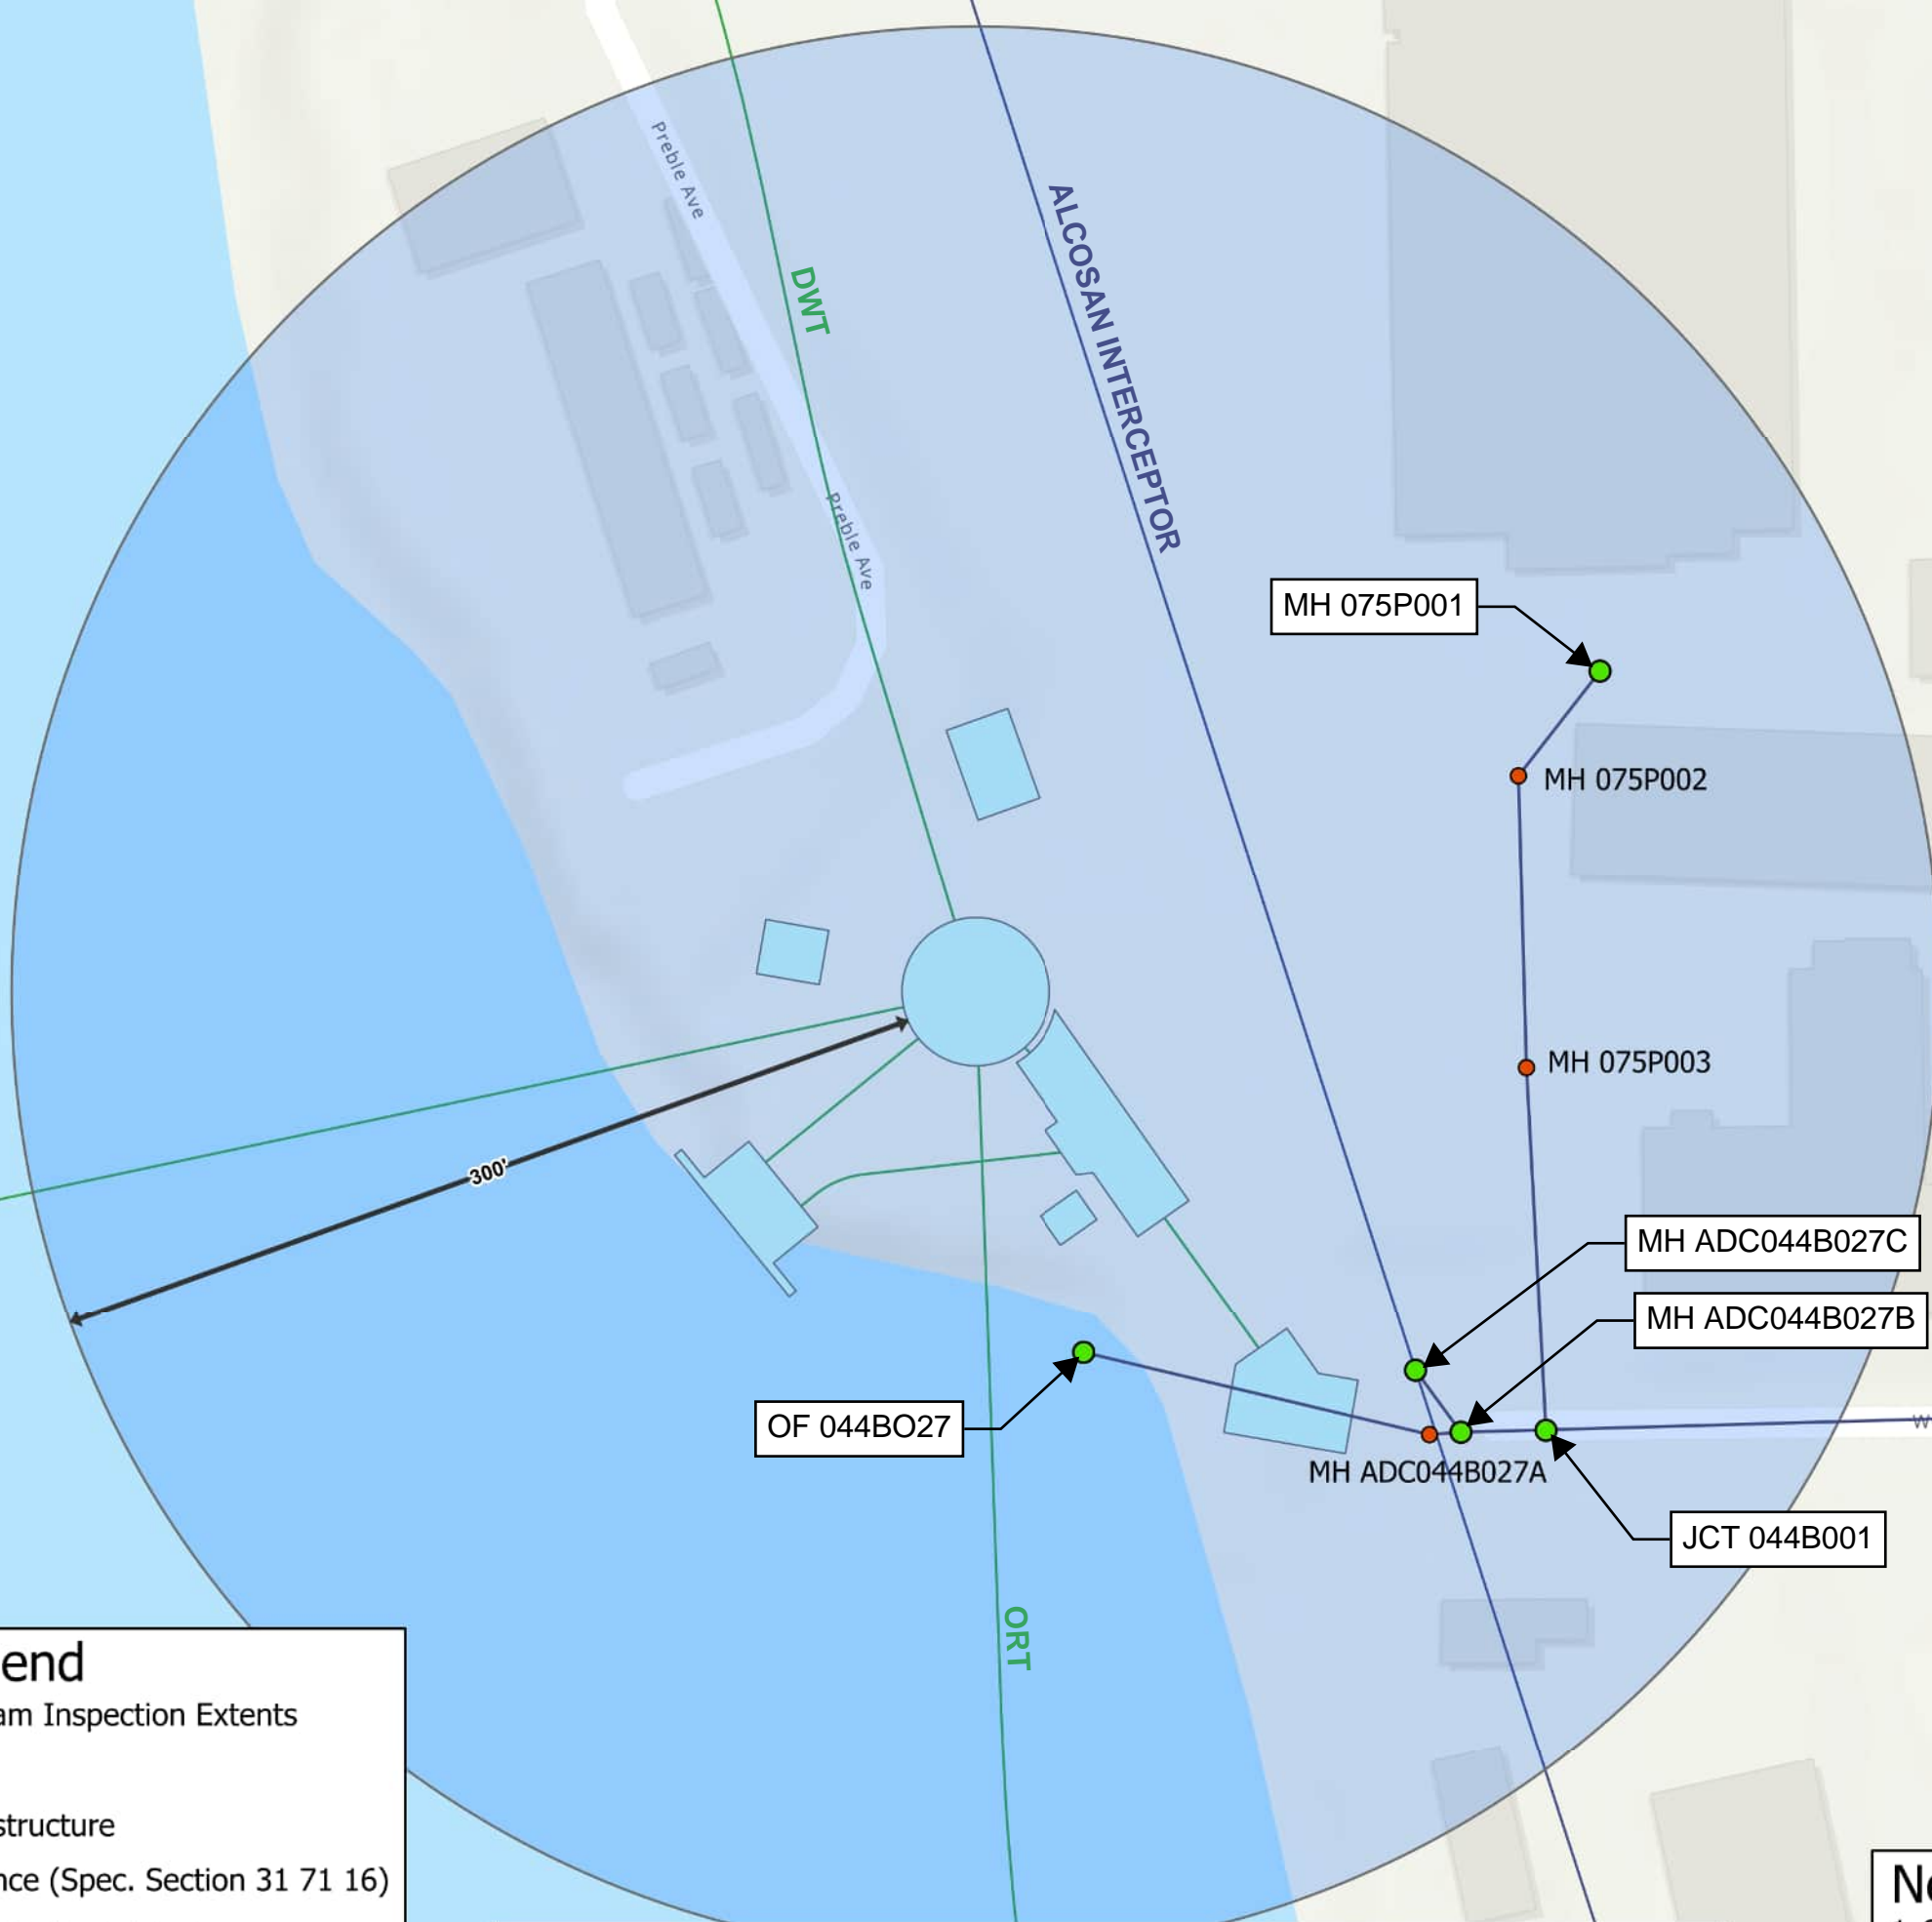 Preble Ave
ALCOSAN INTERCEPTOR
DWT
Preble Ave
MH 075P001
MH 075P002
MH 075P003
300'
MH ADC044B027C
MH ADC044B027B
OF 044BO27
MH ADC044B027A
JCT 044B001
ORT
end
am Inspection Extents
structure
nce (Spec. Section 31 71 16)
W
No